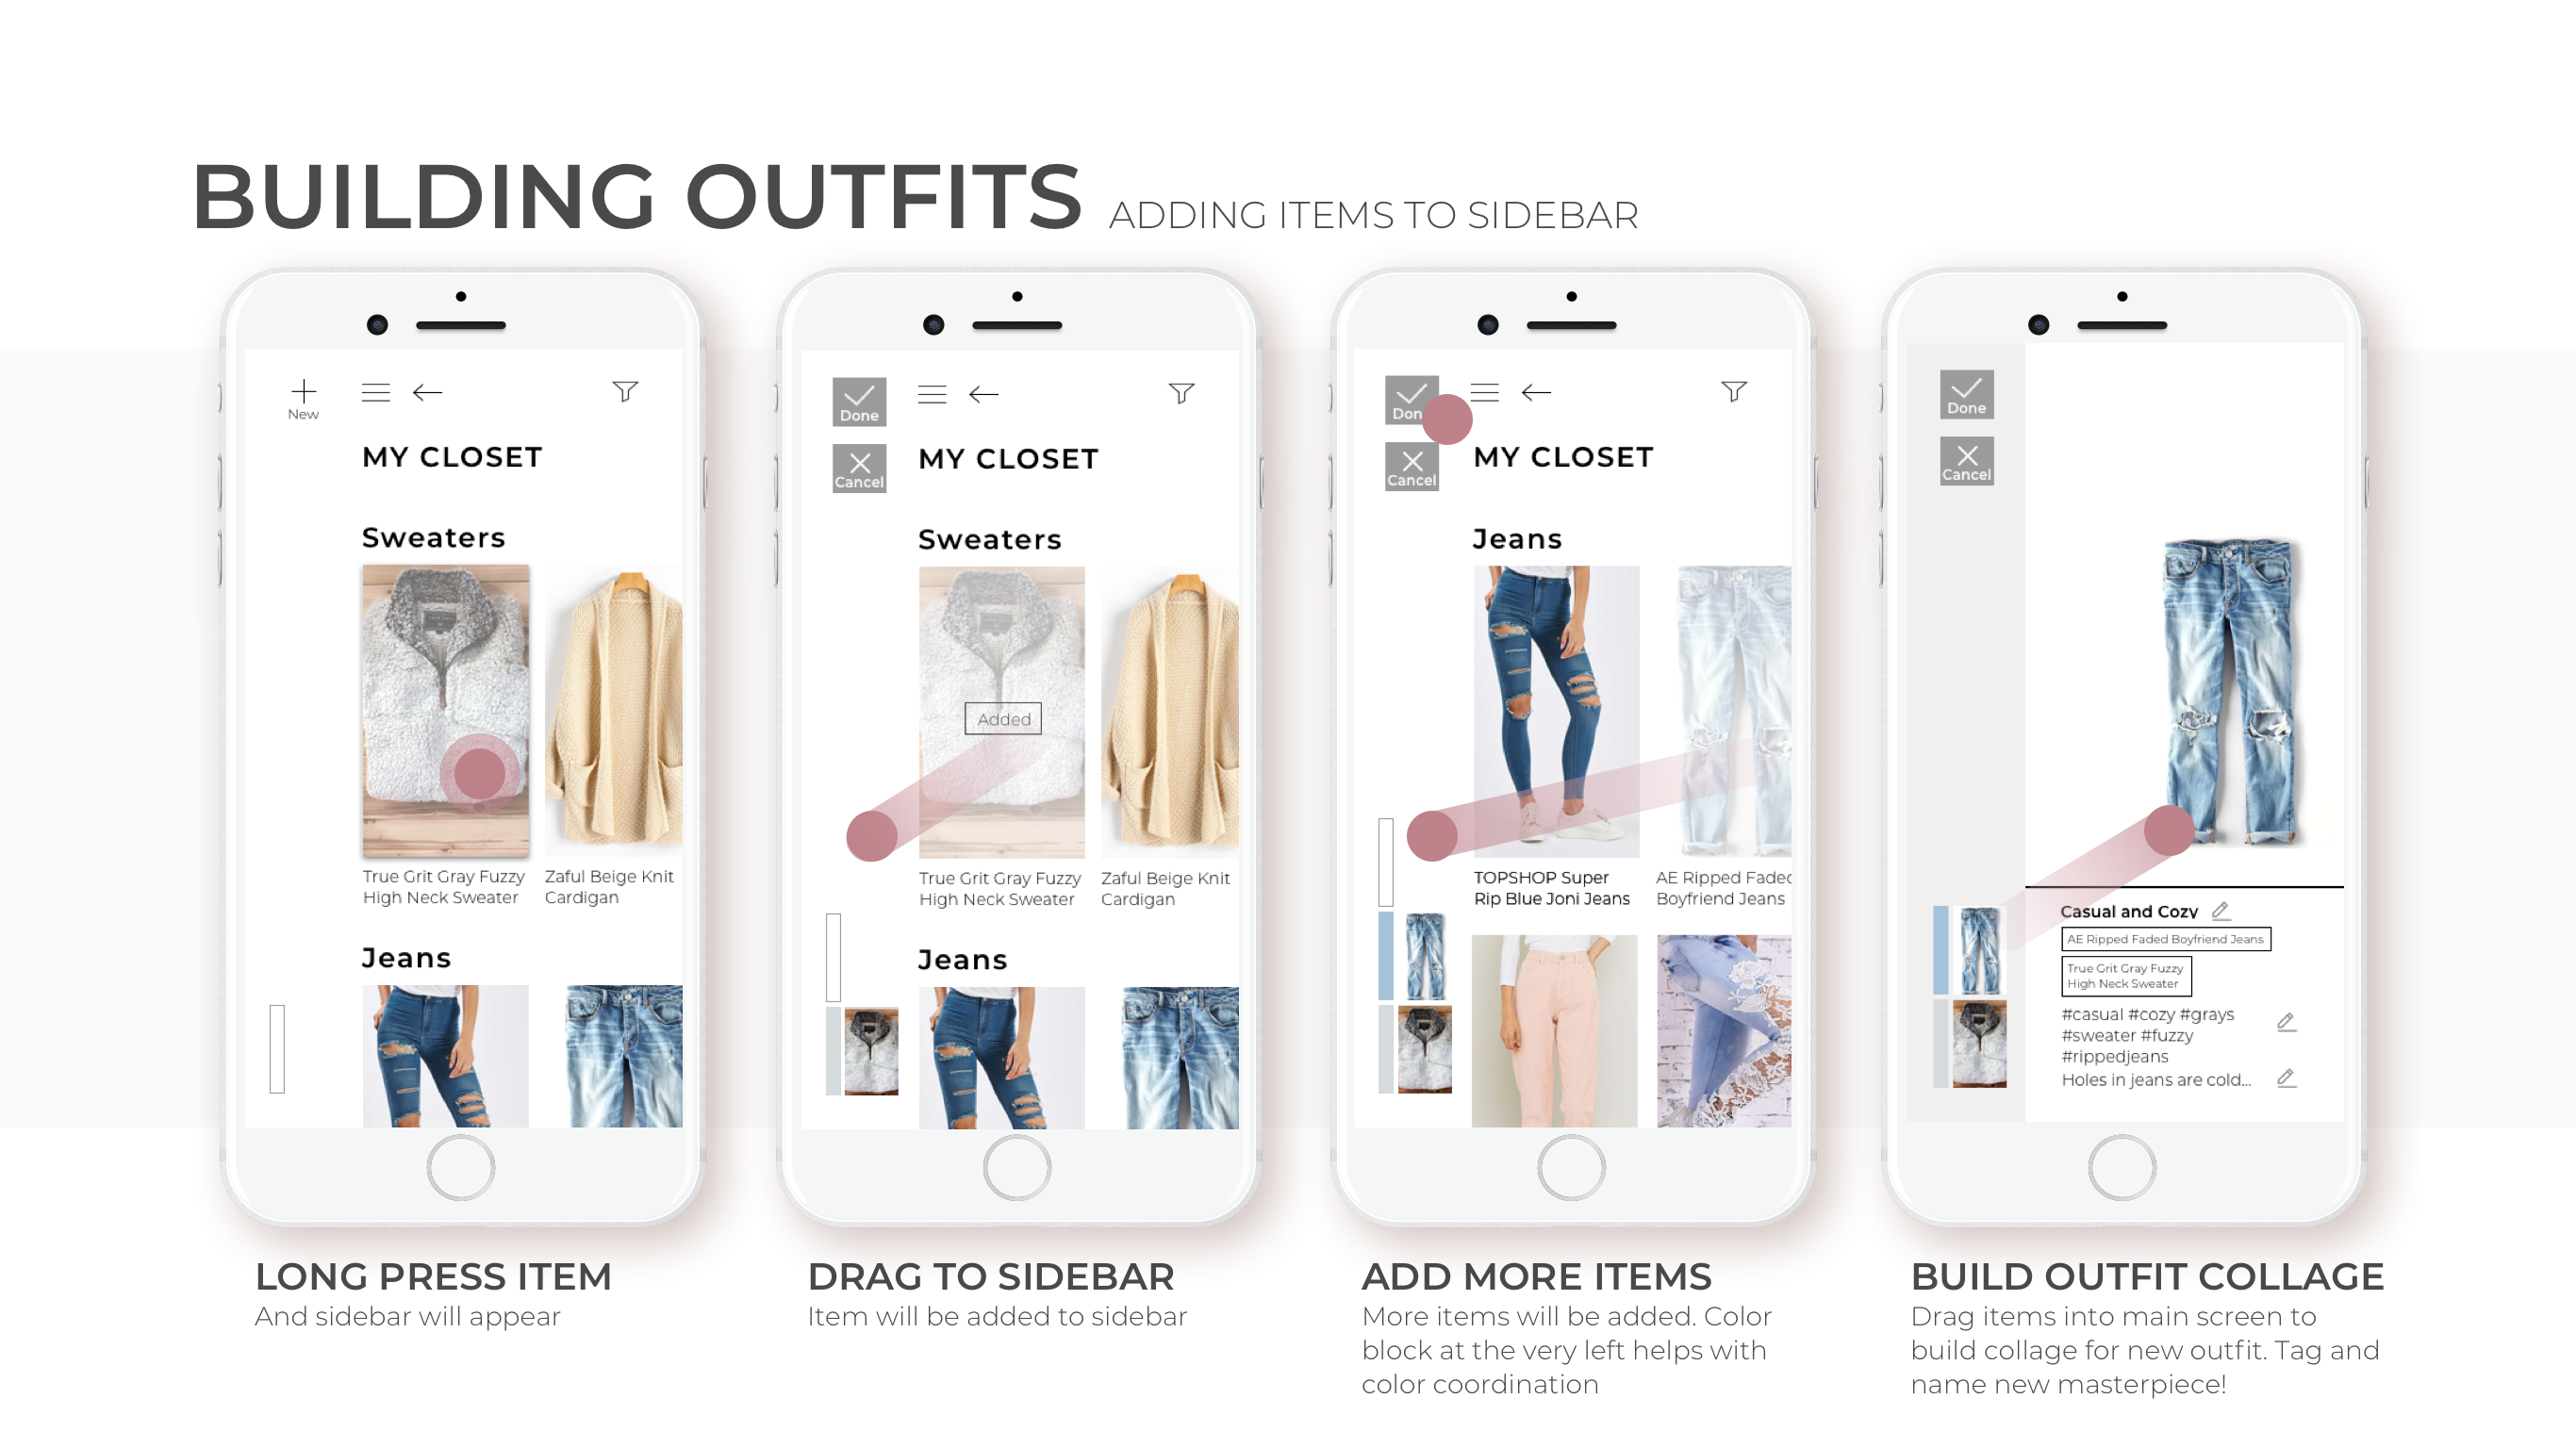 BUILDING OUTFITS ADDING ITEMS TO SIDEBAR
New
MY CLOSET
Sweaters
True Grit Gray Fuzzy
High Neck Sweater
Zaful Beige Knit
Cardigan
Jeans
LONG PRESS ITEM
And sidebar will appear
Done
Cancel
MY CLOSET
Sweaters
Added
True Grit Gray Fuzzy
High Neck Sweater
Zaful Beige Knit
Cardigan
Jeans
DRAG TO SIDEBAR
Item will be added to sidebar
Don
Cancel
MY CLOSET
Jeans
TOPSHOP Super
Rip Blue Joni Jeans
AE Ripped Faded
Boyfriend Jeans
ADD MORE ITEMS
More items will be added. Color
block at the very left helps with
color coordination
Done
Cancel
Casual and Cozy
AE Ripped Faded Boyfriend Jeans
True Grit Gray Fuzzy
High Neck Sweater
#casual #cozy #grays
#sweater #fuzzy
#rippedjeans
Holes in jeans are cold...
BUILD OUTFIT COLLAGE
Drag items into main screen to
build collage for new outfit. Tag and
name new masterpiece!